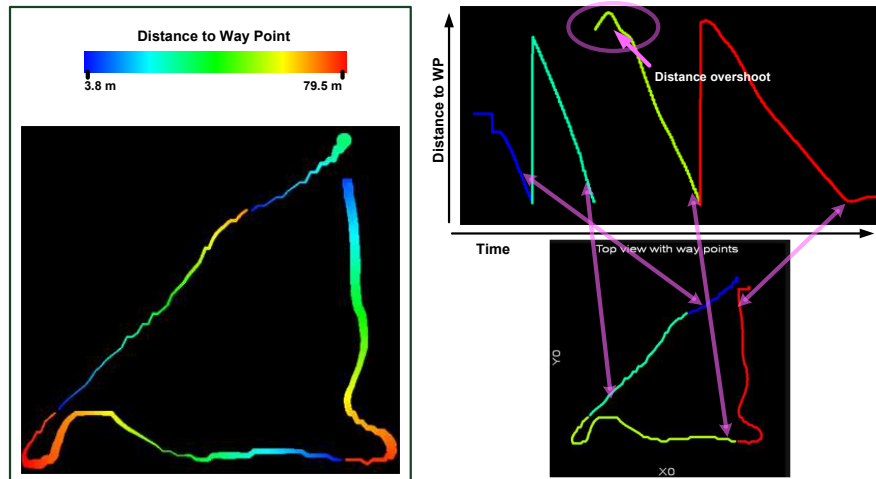 Distance to Way Point
3.8 m
79.5 m
Distance to WP
Distance overshoot
Time
Top view with way points
Y0
X0